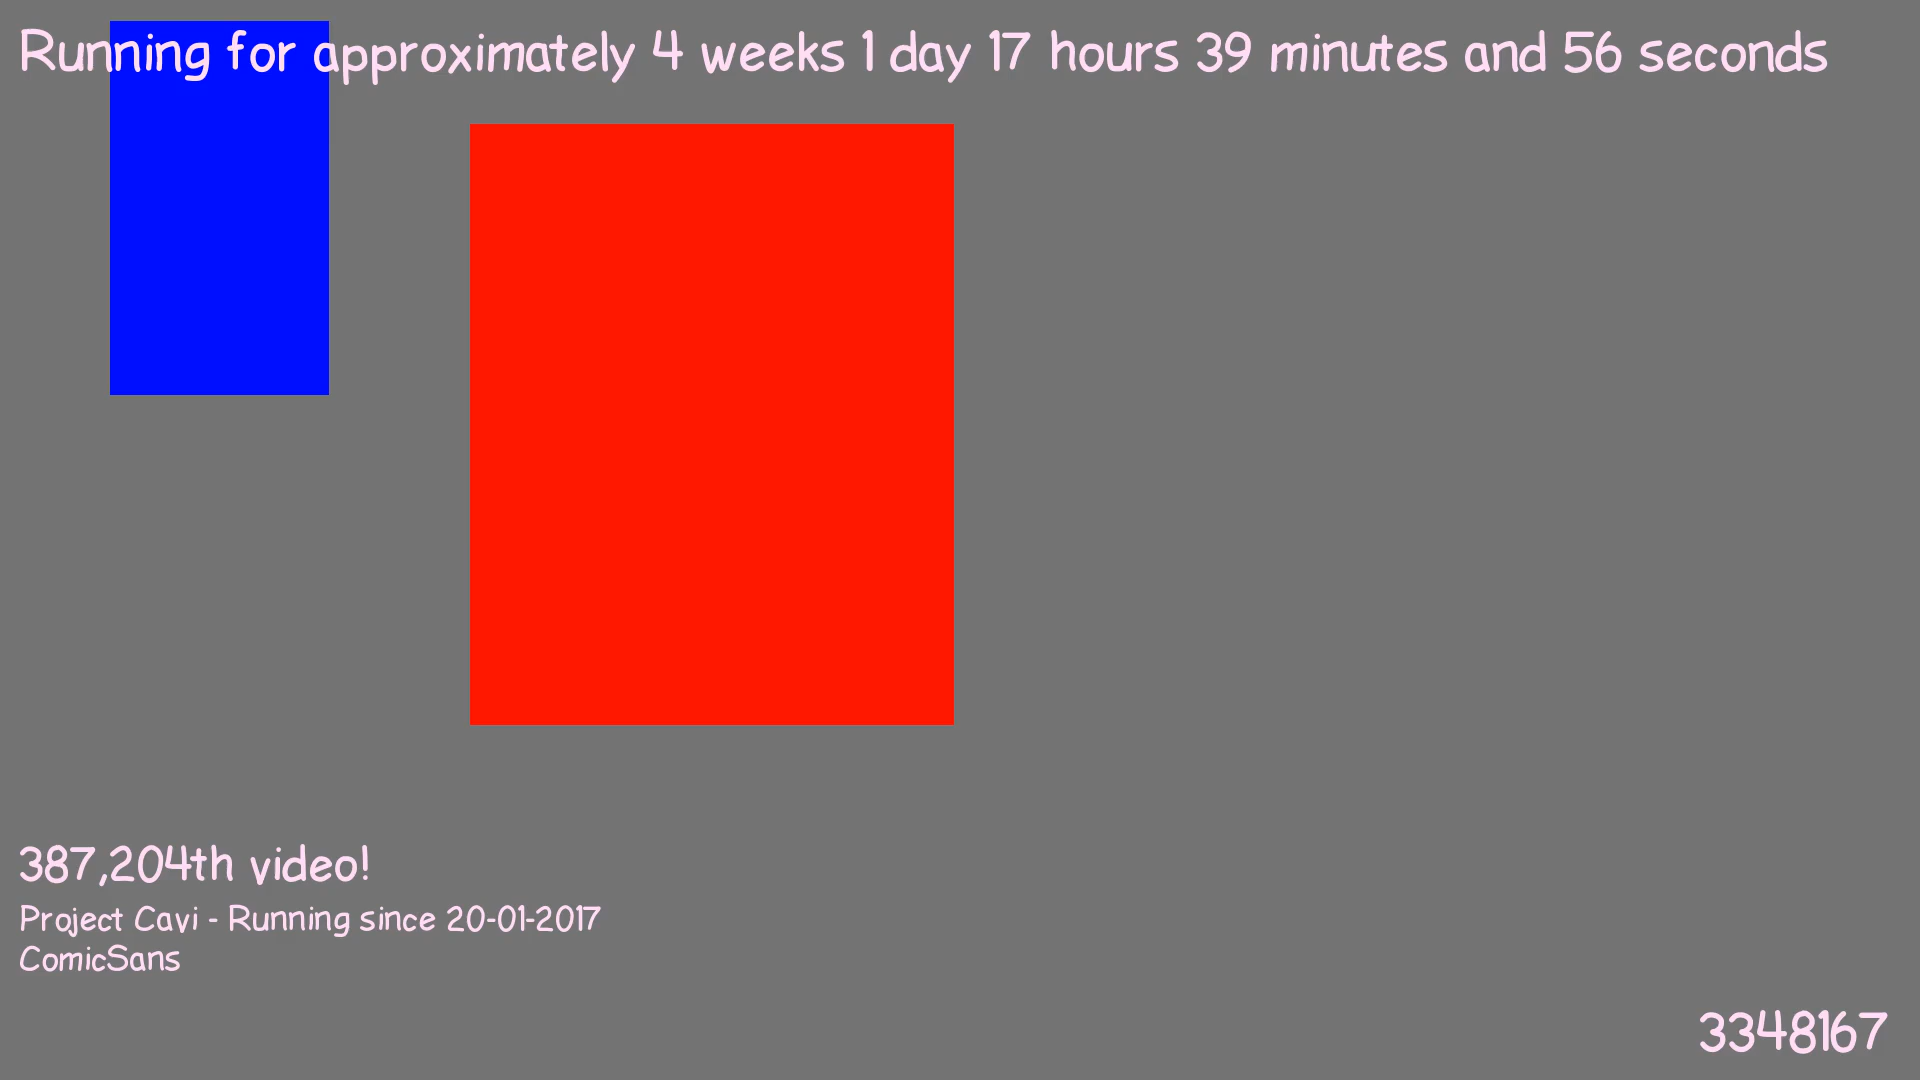 Running for approximately 4 weeks 1 day 17 hours 39 minutes and 56 seconds
387,204th video!
Project Cavi - Running since 20-01-2017
ComicSans
3348167